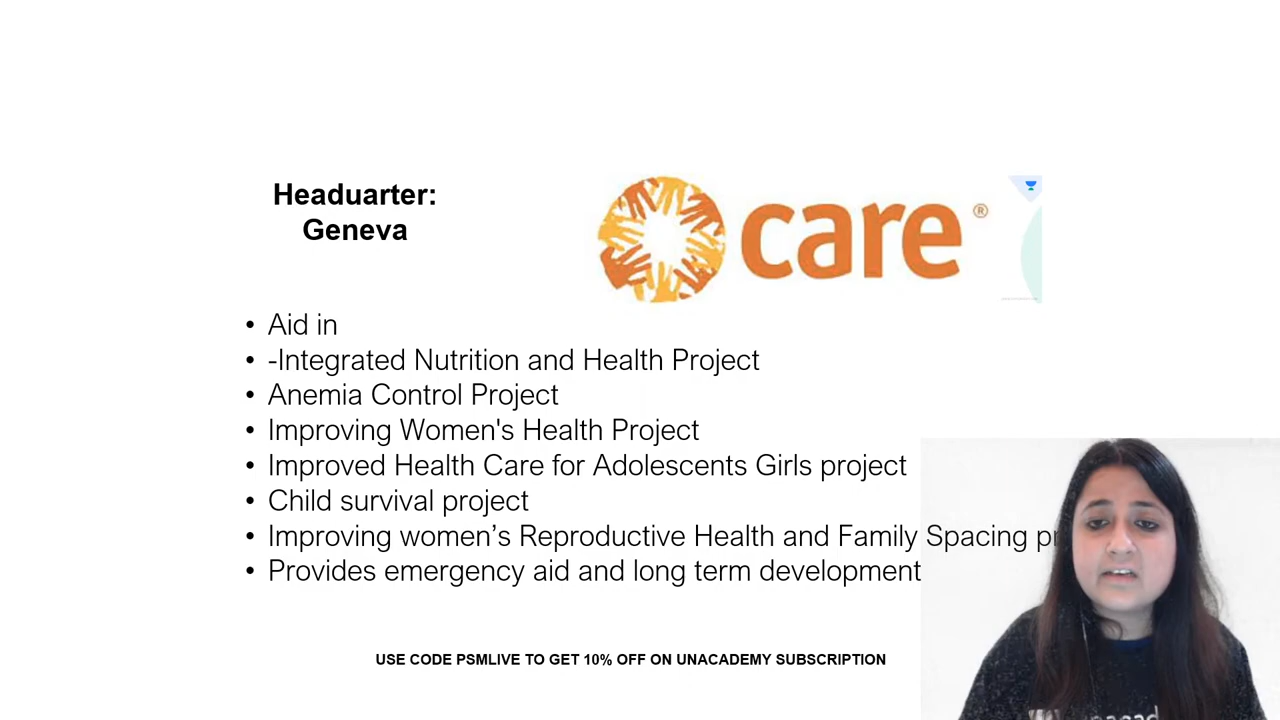 Headuarter:
Geneva
care®
• Aid in
• -Integrated Nutrition and Health Project
• Anemia Control Project
• Improving Women's Health Project
• Improved Health Care for Adolescents Girls project
• Child survival project
• Improving women’s Reproductive Health and Family Spacing
• Provides emergency aid and long term development
USE CODE PSMLIVE TO GET 10% OFF ON UNACADEMY SUBSCRIPTION